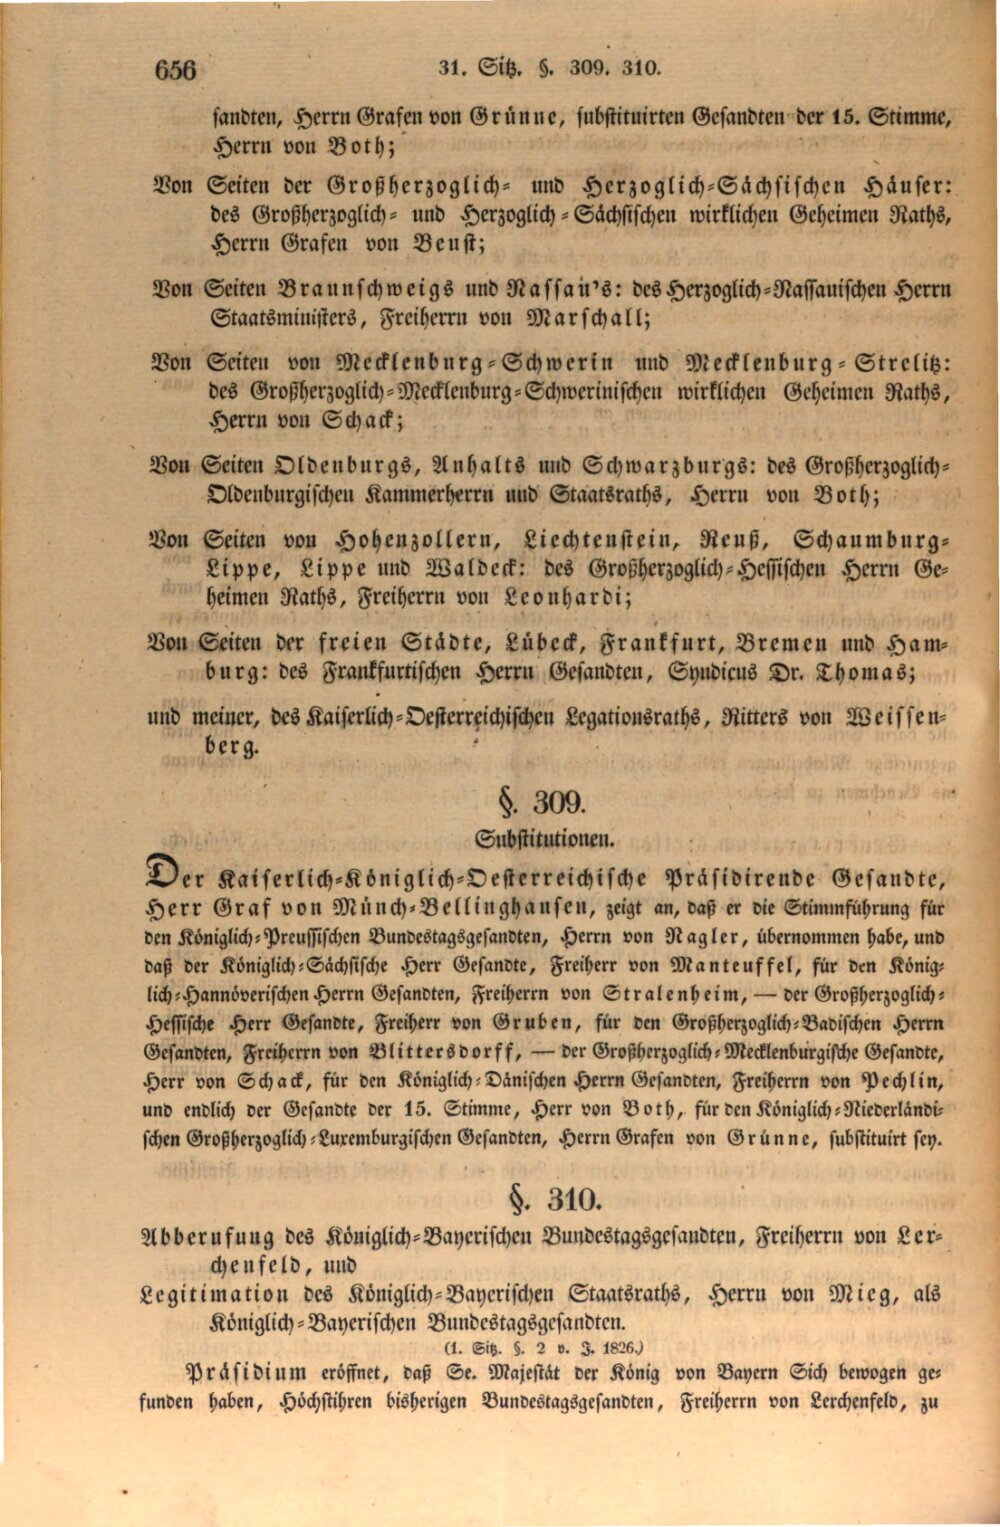 656
31. Sitz. §. 309. 310.
sandten, Herrn Grafen von Grünne, substituirten Gesandten der 15. Stimme,
Herrn von Both;
Von Seiten der Großherzoglich- und Herzoglich-Sächsischen Häuser:
des Großherzoglich- und Herzoglich-Sächsischen wirklichen Geheimen Raths,
Herrn Grafen von Beust;
Von Seiten Braunschweigs und Nassau's: des Herzoglich-Nassauischen Herrn
Staatsministers, Freiherrn von Marschall;
Von Seiten von Mecklenburg-Schwerin und Mecklenburg-Strelitz:
des Großherzoglich-Mecklenburg-Schwerinischen wirklichen Geheimen Raths,
Herrn von Schack;
Von Seiten Oldenburgs, Anhalts und Schwarzburgs: des Großherzoglich-
Oldenburgischen Kammerherrn und Staatsraths, Herrn von Both;
Von Seiten von Hohenzollern, Liechtenstein, Reuß, Schaumburg-
Lippe, Lippe und Waldeck: des Großherzoglich-Hessischen Herrn Ge-
heimen Raths, Freiherrn von Leonhardi;
Von Seiten der freien Städte, Lübeck, Frankfurt, Bremen und Ham-
burg: des Frankfurtischen Herrn Gesandten, Syndicus Dr. Thomas;
und meiner, des Kaiserlich-Oesterreichischen Legationsraths, Ritters von Weissen-
berg.
§. 309.
Substitutionen.
Der Kaiserlich-Königlich-Oesterreichische Präsidirende Gesandte,
Herr Graf von Münch-Bellinghausen, zeigt an, daß er die Stimmführung für
den Königlich-Preussischen Bundestagsgesandten, Herrn von Nagler, übernommen habe, und
daß der Königlich-Sächsische Herr Gesandte, Freiherr von Manteuffel, für den König-
lich-Hannöverischen Herrn Gesandten, Freiherrn von Stralenheim, — der Großherzoglich-
Hessische Herr Gesandte, Freiherr von Gruben, für den Großherzoglich-Badischen Herrn
Gesandten, Freiherrn von Blittersdorff, — der Großherzoglich-Mecklenburgische Gesandte,
Herr von Schack, für den Königlich-Dänischen Herrn Gesandten, Freiherrn von Pechlin,
und endlich der Gesandte der 15. Stimme, Herr von Both, für den Königlich-Niederländi-
schen Großherzoglich-Luxemburgischen Gesandten, Herrn Grafen von Grünne, substituirt sey.
§. 310.
Abberufung des Königlich-Bayerischen Bundestagsgesandten, Freiherrn von Ler-
chenfeld, und
Legitimation des Königlich-Bayerischen Staatsraths, Herrn von Mieg, als
Königlich-Bayerischen Bundestagsgesandten.
(1. Sitz. §. 2 v. J. 1826.)
Präsidium eröffnet, daß Se. Majestät der König von Bayern Sich bewogen ge-
funden haben, Höchstihren bisherigen Bundestagsgesandten, Freiherrn von Lerchenfeld, zu